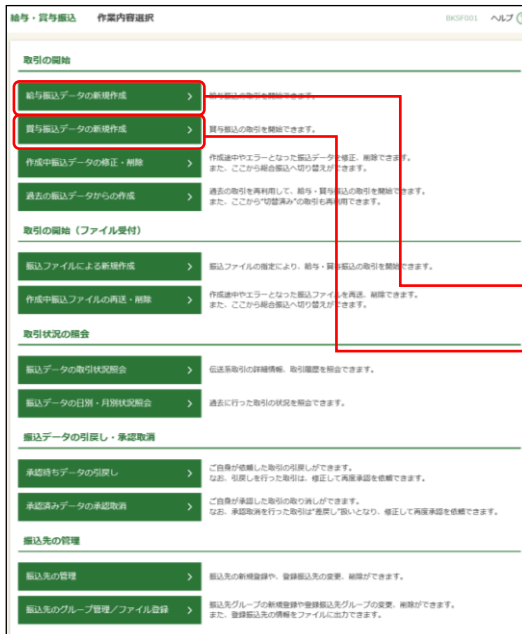 給与・賞与振込　作業内容選択　BKSF001　ヘルプ
取引の開始
給与振込データの新規作成　給与振込の取引を開始できます。
賞与振込データの新規作成　賞与振込の取引を開始できます。
作成中振込データの修正・削除　作成途中やエラーとなった振込データを修正、削除できます。
また、ここから総合振込へ切り替えができます。
過去の振込データからの作成　過去の取引を再利用して、給与・賞与振込の取引を開始できます。
また、ここから"切替済み"の取引も再利用できます。
取引の開始（ファイル受付）
振込ファイルによる新規作成　振込ファイルの指定により、給与・賞与振込の取引を開始できます。
作成中振込ファイルの再送・削除　作成途中やエラーとなった振込ファイルを再送、削除できます。
また、ここから総合振込へ切り替えができます。
取引状況の照会
振込データの取引状況照会　伝送系取引の詳細情報、取引履歴を照会できます。
振込データの日別・月別状況照会　過去に行った取引の状況を照会できます。
振込データの引戻し・承認取消
承認待ちデータの引戻し　ご自身が依頼した取引の引戻しができます。
なお、引戻しを行った取引は、修正して再度承認を依頼できます。
承認済みデータの承認取消　ご自身が承認した取引の取り消しができます。
なお、承認取消を行った取引は"差戻し"扱いとなり、修正して再度承認を依頼できます。
振込先の管理
振込先の管理　振込先の新規登録や、登録振込先の変更、削除ができます。
振込先のグループ管理／ファイル登録　振込先グループの新規登録や登録振込先グループの変更、削除ができます。
また、登録振込先の情報をファイルに出力できます。